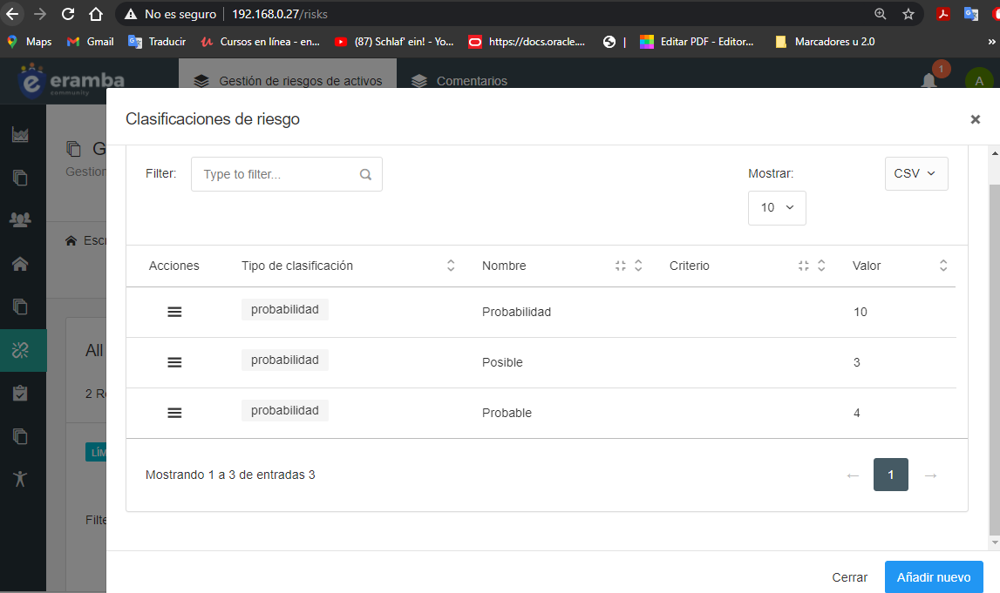 No es seguro | 192.168.0.27/risks
Maps Gmail Traducir Cursos en línea - en... (87) Schlaf' ein! - Yo... https://docs.oracle.... | Editar PDF - Editor... Marcadores u 2.0 »
eramba
community
Gestión de riesgos de activos
Comentarios
1
A
Clasificaciones de riesgo
×
G
Gestion
Filter: Type to filter... Mostrar: CSV
10
Escr
Acciones Tipo de clasificación Nombre Criterio Valor
probabilidad Probabilidad 10
All
probabilidad Posible 3
2 Re
probabilidad Probable 4
LÍM
Mostrando 1 a 3 de entradas 3 ← 1 →
Filte
Cerrar Añadir nuevo